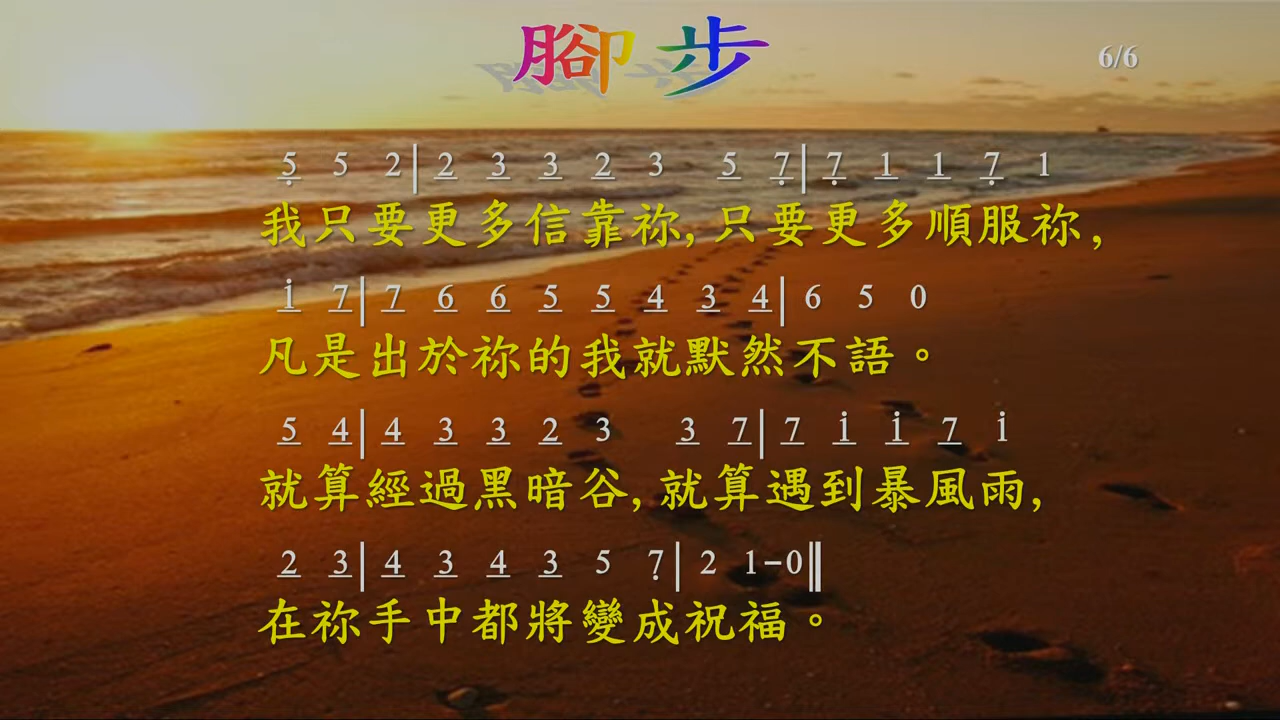 腳步
6/6
5̣ 5 2 | 2 3 3 2 3 5 7̣ | 7̣ 1 1 7̣ 1
我只要更多信靠祢,只要更多順服祢,
1̇ 7 | 7 6 6 5 5 4 3 4 | 6 5 0
凡是出於祢的我就默然不語。
5 4 | 4 3 3 2 3 3 7 | 7 1̇ 1̇ 7 1̇
就算經過黑暗谷,就算遇到暴風雨,
2 3 | 4 3 4 3 5 7̣ | 2 1-0‖
在祢手中都將變成祝福。